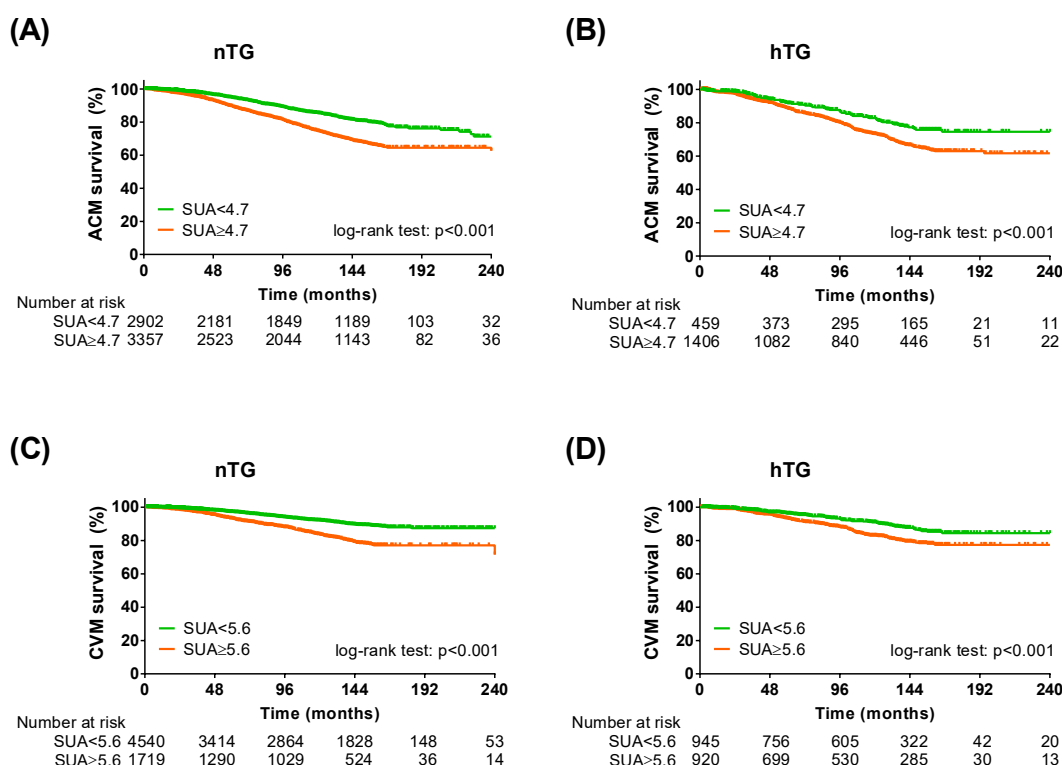 (A)
nTG
ACM survival (%)
100
80
60
40
20
0
SUA<4.7
SUA≥4.7
log-rank test: p<0.001
0 48 96 144 192 240
Time (months)
Number at risk
SUA<4.7 2902 2181 1849 1189 103 32
SUA≥4.7 3357 2523 2044 1143 82 36
(B)
hTG
ACM survival (%)
100
80
60
40
20
0
SUA<4.7
SUA≥4.7
log-rank test: p<0.001
0 48 96 144 192 240
Time (months)
Number at risk
SUA<4.7 459 373 295 165 21 11
SUA≥4.7 1406 1082 840 446 51 22
(C)
nTG
CVM survival (%)
100
80
60
40
20
0
SUA<5.6
SUA≥5.6
log-rank test: p<0.001
0 48 96 144 192 240
Time (months)
Number at risk
SUA<5.6 4540 3414 2864 1828 148 53
SUA≥5.6 1719 1290 1029 524 36 14
(D)
hTG
CVM survival (%)
100
80
60
40
20
0
SUA<5.6
SUA≥5.6
log-rank test: p<0.001
0 48 96 144 192 240
Time (months)
Number at risk
SUA<5.6 945 756 605 322 42 20
SUA≥5.6 920 699 530 285 30 13